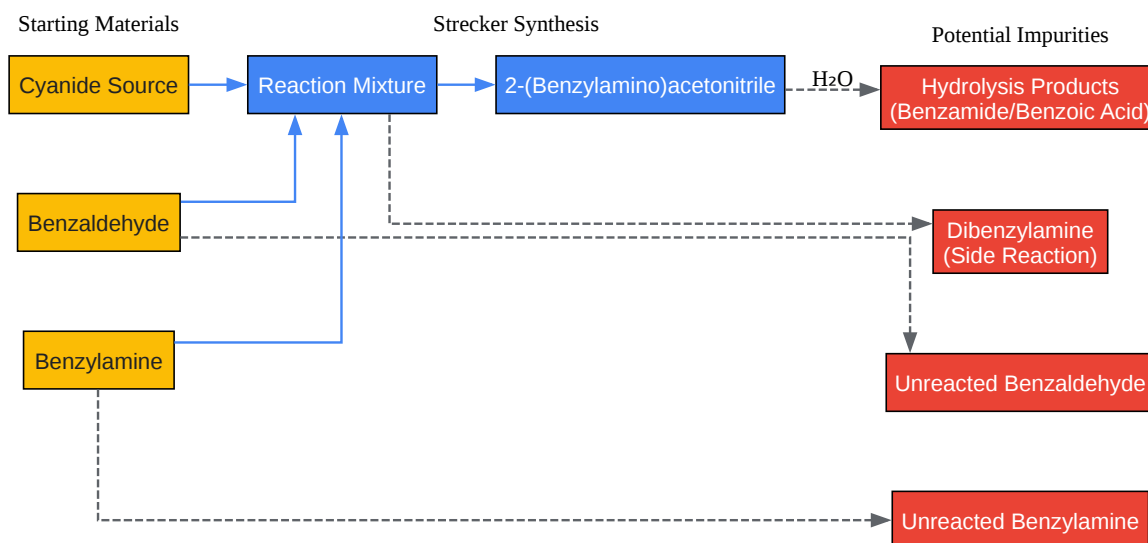 Starting Materials
Strecker Synthesis
Potential Impurities
Cyanide Source
Reaction Mixture
2-(Benzylamino)acetonitrile
H₂O
Hydrolysis Products
(Benzamide/Benzoic Acid)
Benzaldehyde
Dibenzylamine
(Side Reaction)
Benzylamine
Unreacted Benzaldehyde
Unreacted Benzylamine